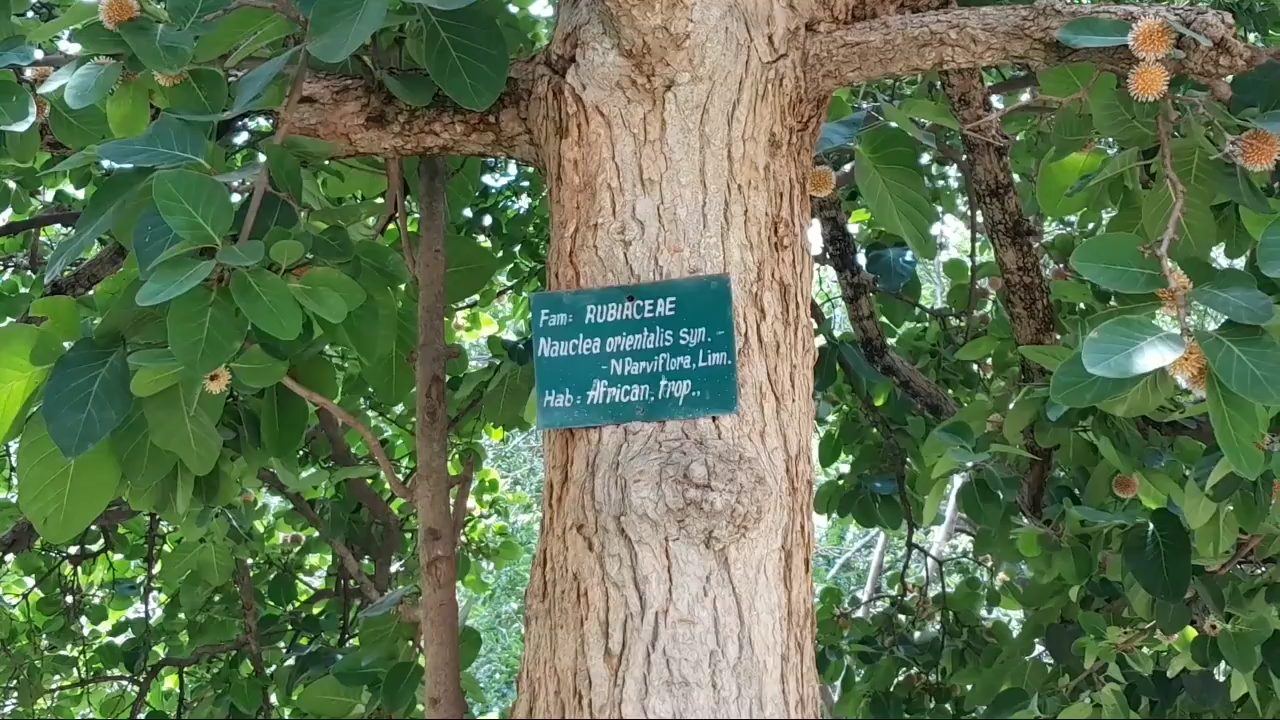 Fam: RUBIACEAE
Nauclea orientalis syn. -
- N Parviflora, Linn.
Hab: African, trop..